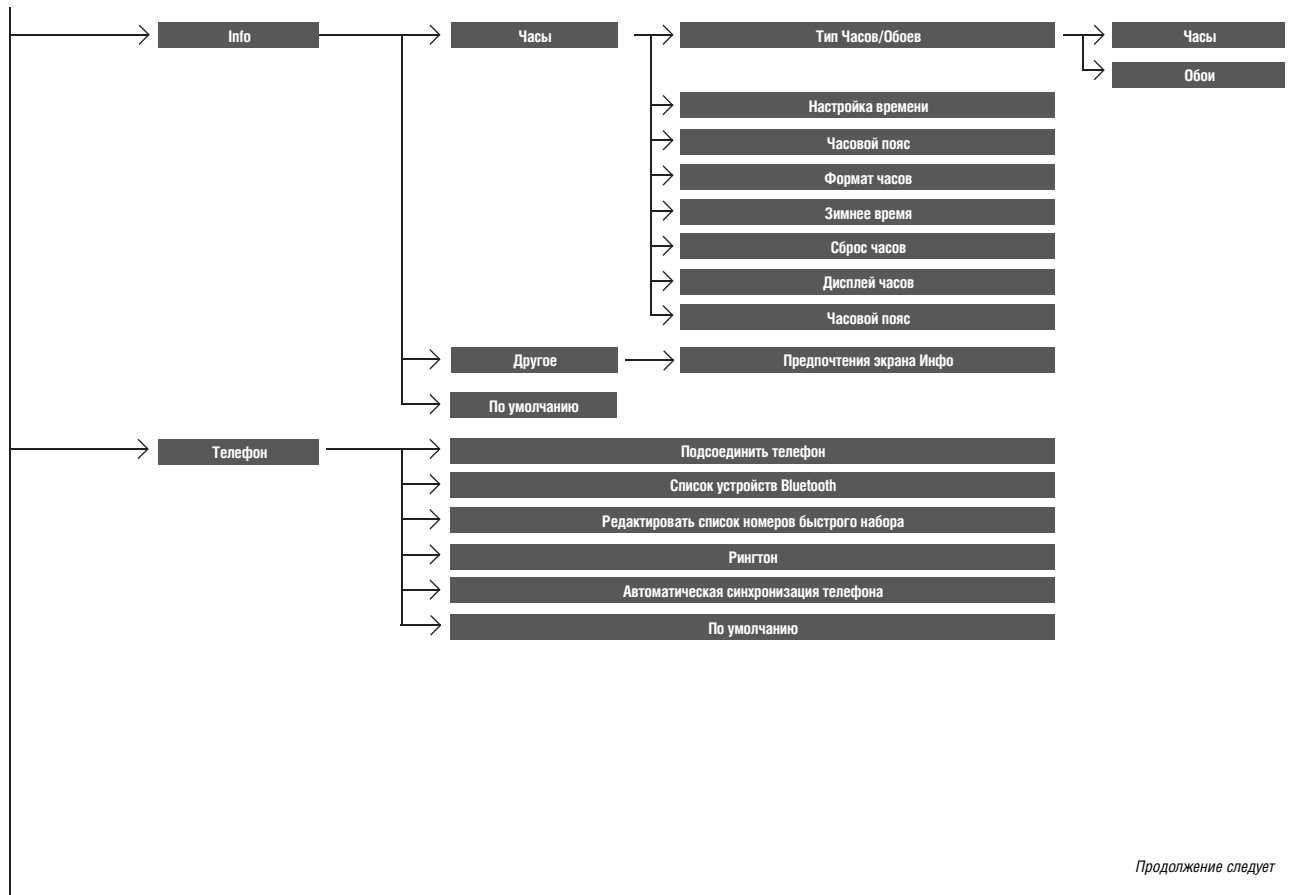 Info
Часы
Тип Часов/Обоев
Часы
Обои
Настройка времени
Часовой пояс
Формат часов
Зимнее время
Сброс часов
Дисплей часов
Часовой пояс
Другое
Предпочтения экрана Инфо
По умолчанию
Телефон
Подсоединить телефон
Список устройств Bluetooth
Редактировать список номеров быстрого набора
Рингтон
Автоматическая синхронизация телефона
По умолчанию
Продолжение следует